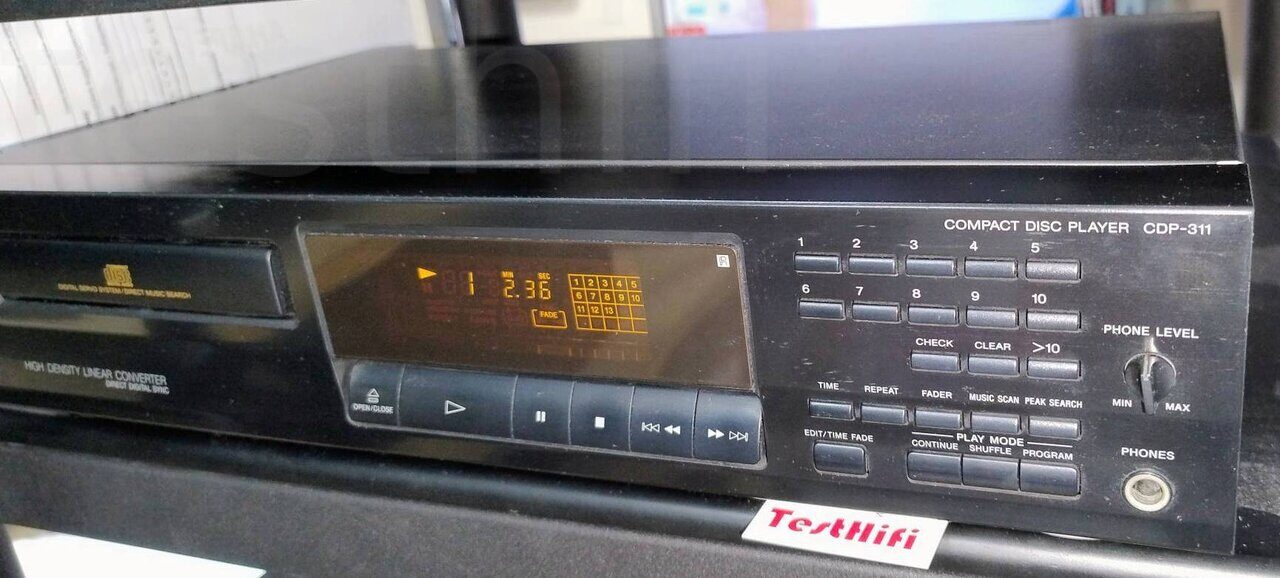 COMPACT DISC PLAYER CDP-311
1 2 3 4 5
6 7 8 9 10
CHECK CLEAR >10
PHONE LEVEL
MIN MAX
TIME REPEAT FADER MUSIC SCAN PEAK SEARCH
EDIT/TIME FADE
PLAY MODE
CONTINUE SHUFFLE PROGRAM
PHONES
DISC
DIGITAL SERVO SYSTEM/DIRECT MUSIC SEARCH
HIGH DENSITY LINEAR CONVERTER
DIRECT DIGITAL SYNC
MIN SEC
1 2.36
FADE
1 2 3 4 5
6 7 8 9 10
11 12 13
OPEN/CLOSE
TestHifi